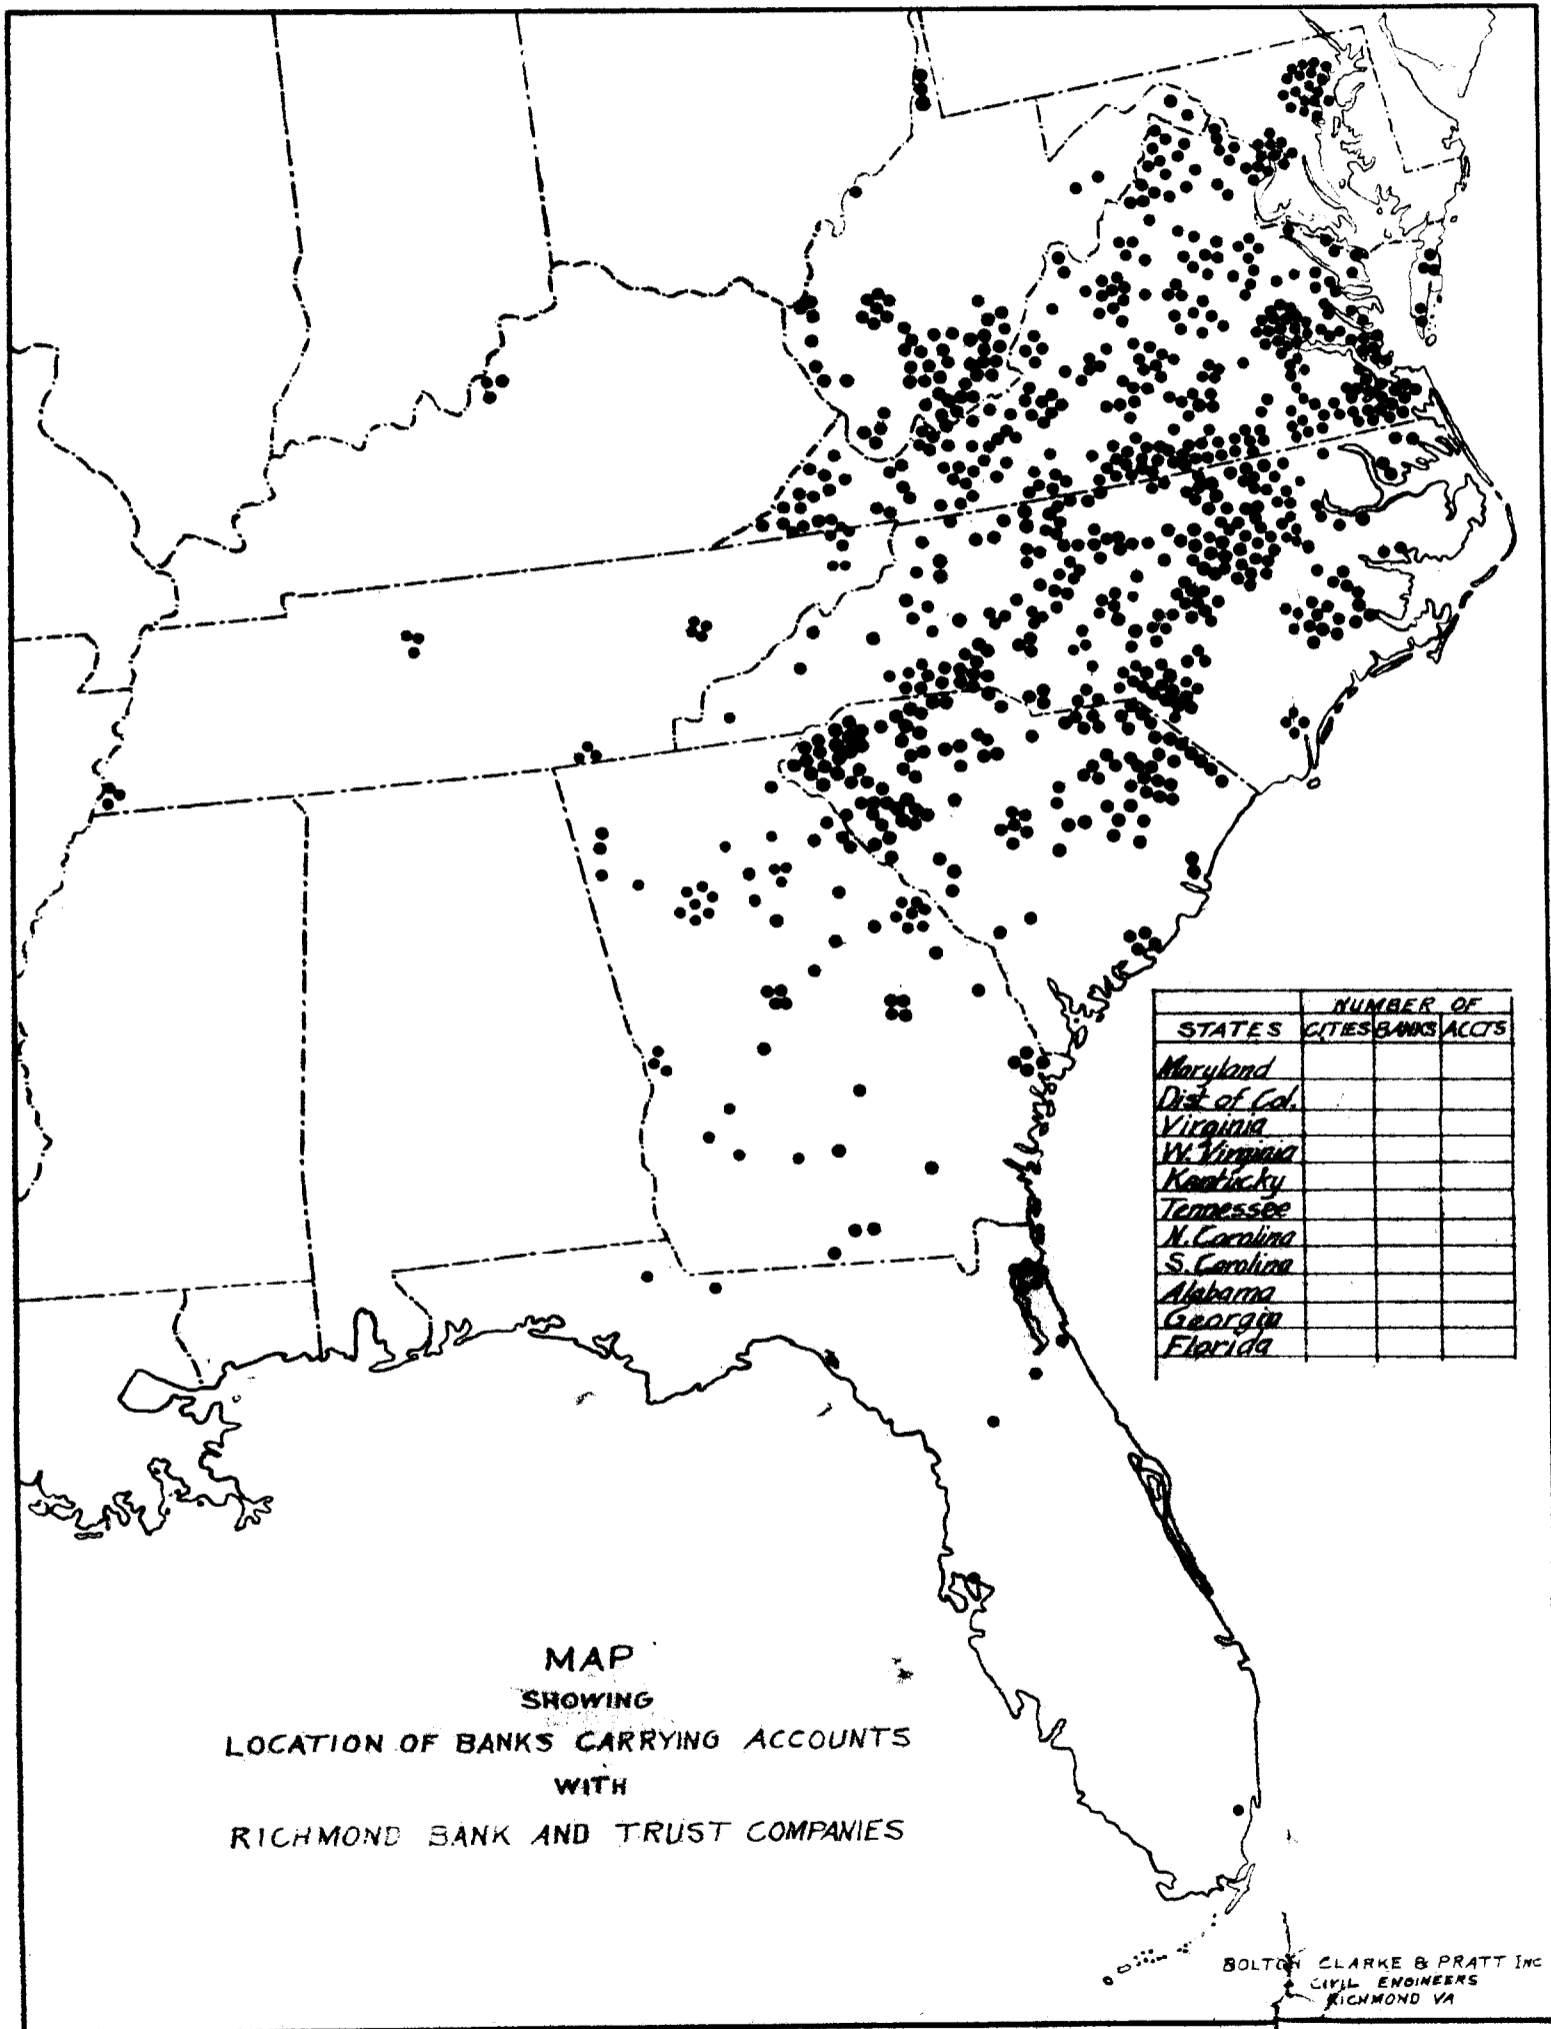 NUMBER OF
STATES CITIES BANKS ACCTS
Maryland
Dist of Col.
Virginia
W. Virginia
Kentucky
Tennessee
N. Carolina
S. Carolina
Alabama
Georgia
Florida
MAP
SHOWING
LOCATION OF BANKS CARRYING ACCOUNTS
WITH
RICHMOND BANK AND TRUST COMPANIES
BOLTON CLARKE & PRATT INC
CIVIL ENGINEERS
RICHMOND VA